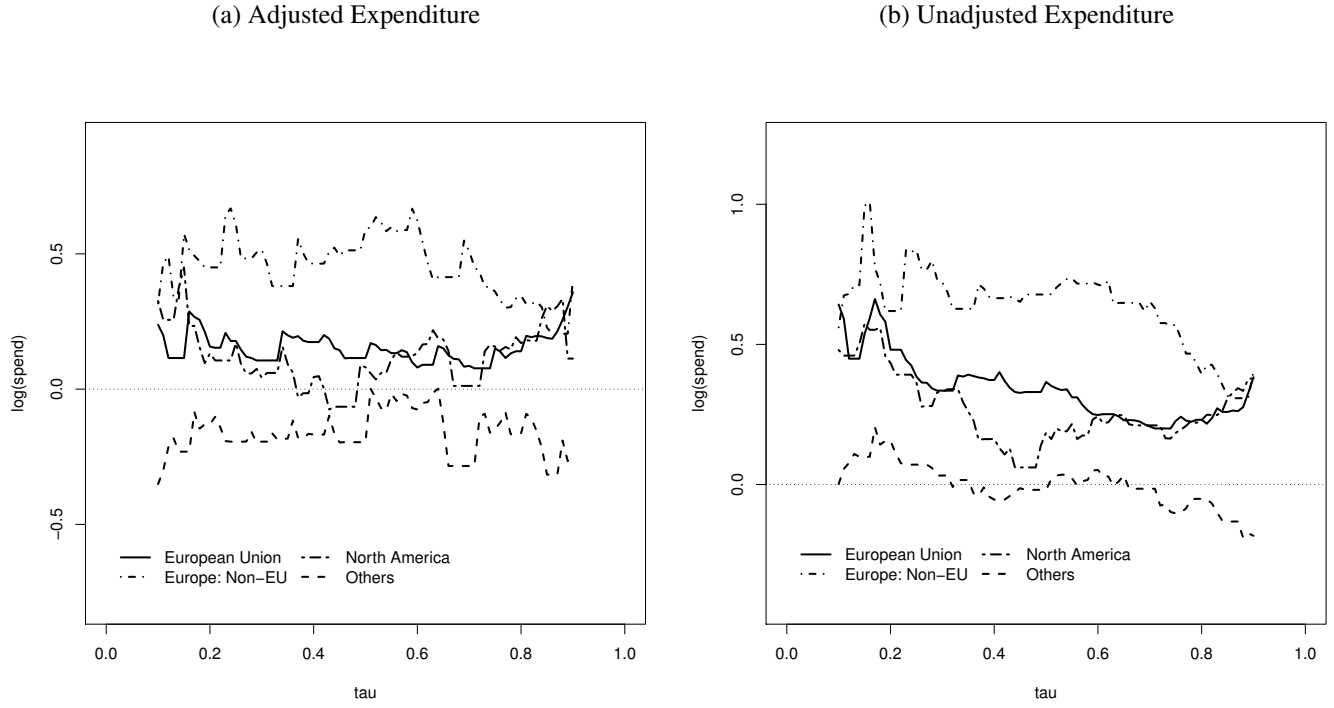 (a) Adjusted Expenditure
log(spend)
0.5
0.0
−0.5
European Union
Europe: Non−EU
North America
Others
0.0 0.2 0.4 0.6 0.8 1.0
tau
(b) Unadjusted Expenditure
log(spend)
1.0
0.5
0.0
European Union
Europe: Non−EU
North America
Others
0.0 0.2 0.4 0.6 0.8 1.0
tau